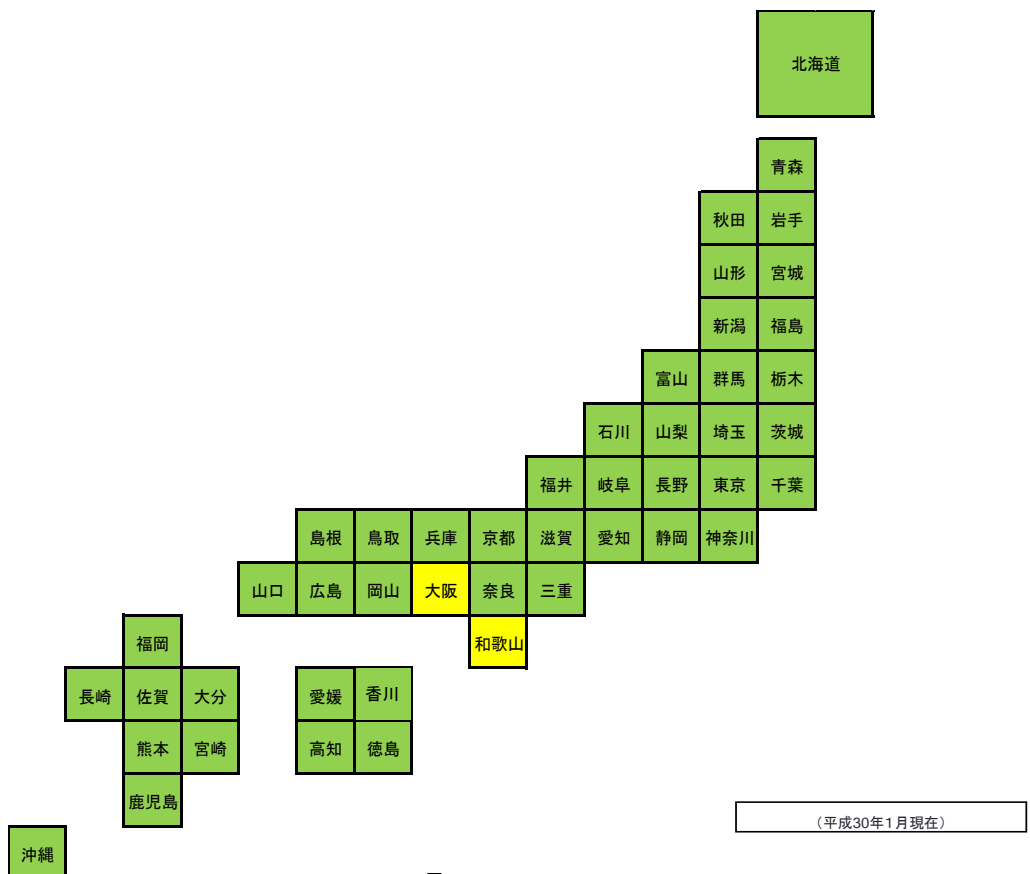 北海道
青森
秋田 岩手
山形 宮城
新潟 福島
富山 群馬 栃木
石川 山梨 埼玉 茨城
福井 岐阜 長野 東京 千葉
島根 鳥取 兵庫 京都 滋賀 愛知 静岡 神奈川
山口 広島 岡山 大阪 奈良 三重
福岡 和歌山
長崎 佐賀 大分 愛媛 香川
熊本 宮崎 高知 徳島
鹿児島
（平成30年1月現在）
沖縄